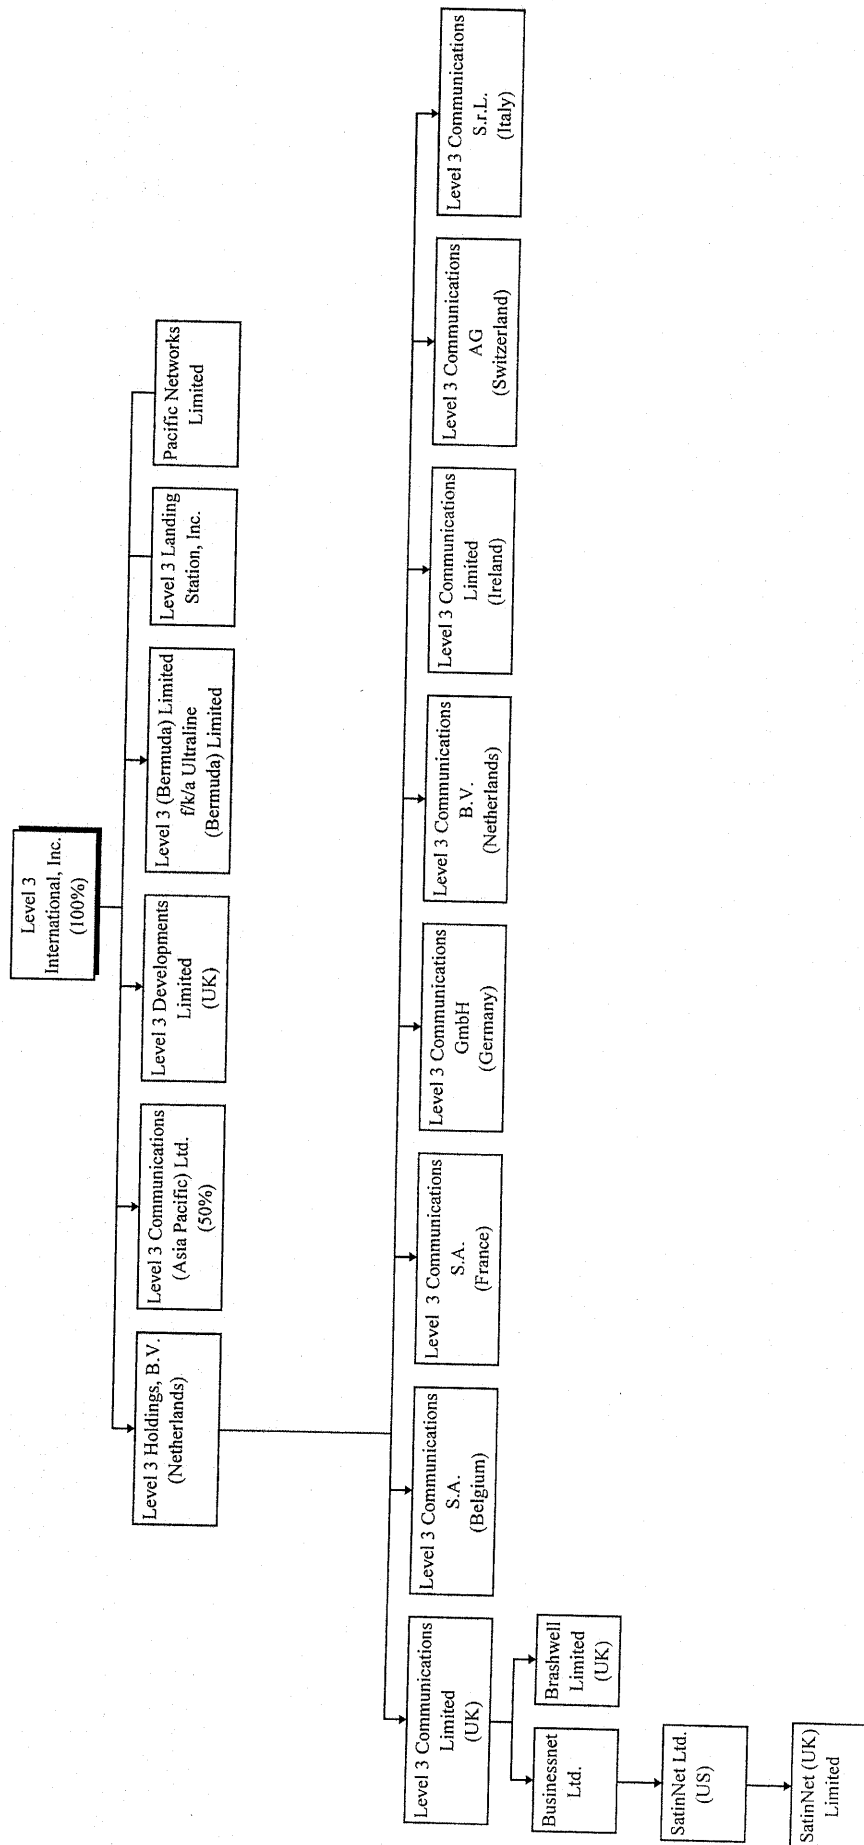 Level 3
International, Inc.
(100%)
Level 3 Holdings, B.V.
(Netherlands)
Level 3 Communications
(Asia Pacific) Ltd.
(50%)
Level 3 Developments
Limited
(UK)
Level 3 (Bermuda) Limited
f/k/a Ultraline
(Bermuda) Limited
Level 3 Landing
Station, Inc.
Pacific Networks
Limited
Level 3 Communications
Limited
(UK)
Level 3 Communications
S.A.
(Belgium)
Level 3 Communications
S.A.
(France)
Level 3 Communications
GmbH
(Germany)
Level 3 Communications
B.V.
(Netherlands)
Level 3 Communications
Limited
(Ireland)
Level 3 Communications
AG
(Switzerland)
Level 3 Communications
S.r.L.
(Italy)
Businessnet
Ltd.
Brashwell
Limited
(UK)
SatinNet Ltd.
(US)
SatinNet (UK)
Limited